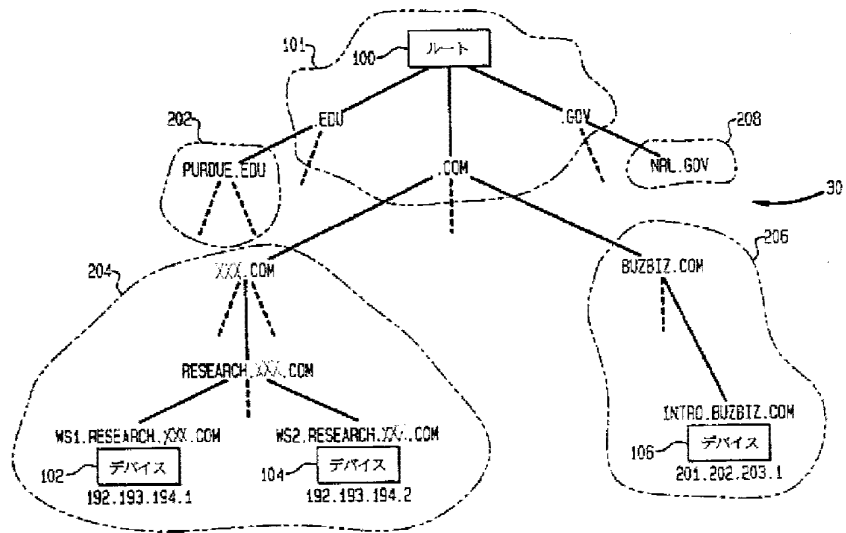 101
100
ルート
202
.EDU
.GOV
208
PURDUE.EDU
.COM
NRL.GOV
30
204
206
XXX.COM
BUZBIZ.COM
RESEARCH.XXX.COM
WS1.RESEARCH.XXX.COM
WS2.RESEARCH.XXX.COM
INTRO.BUZBIZ.COM
102
デバイス
104
デバイス
106
デバイス
192.193.194.1
192.193.194.2
201.202.203.1